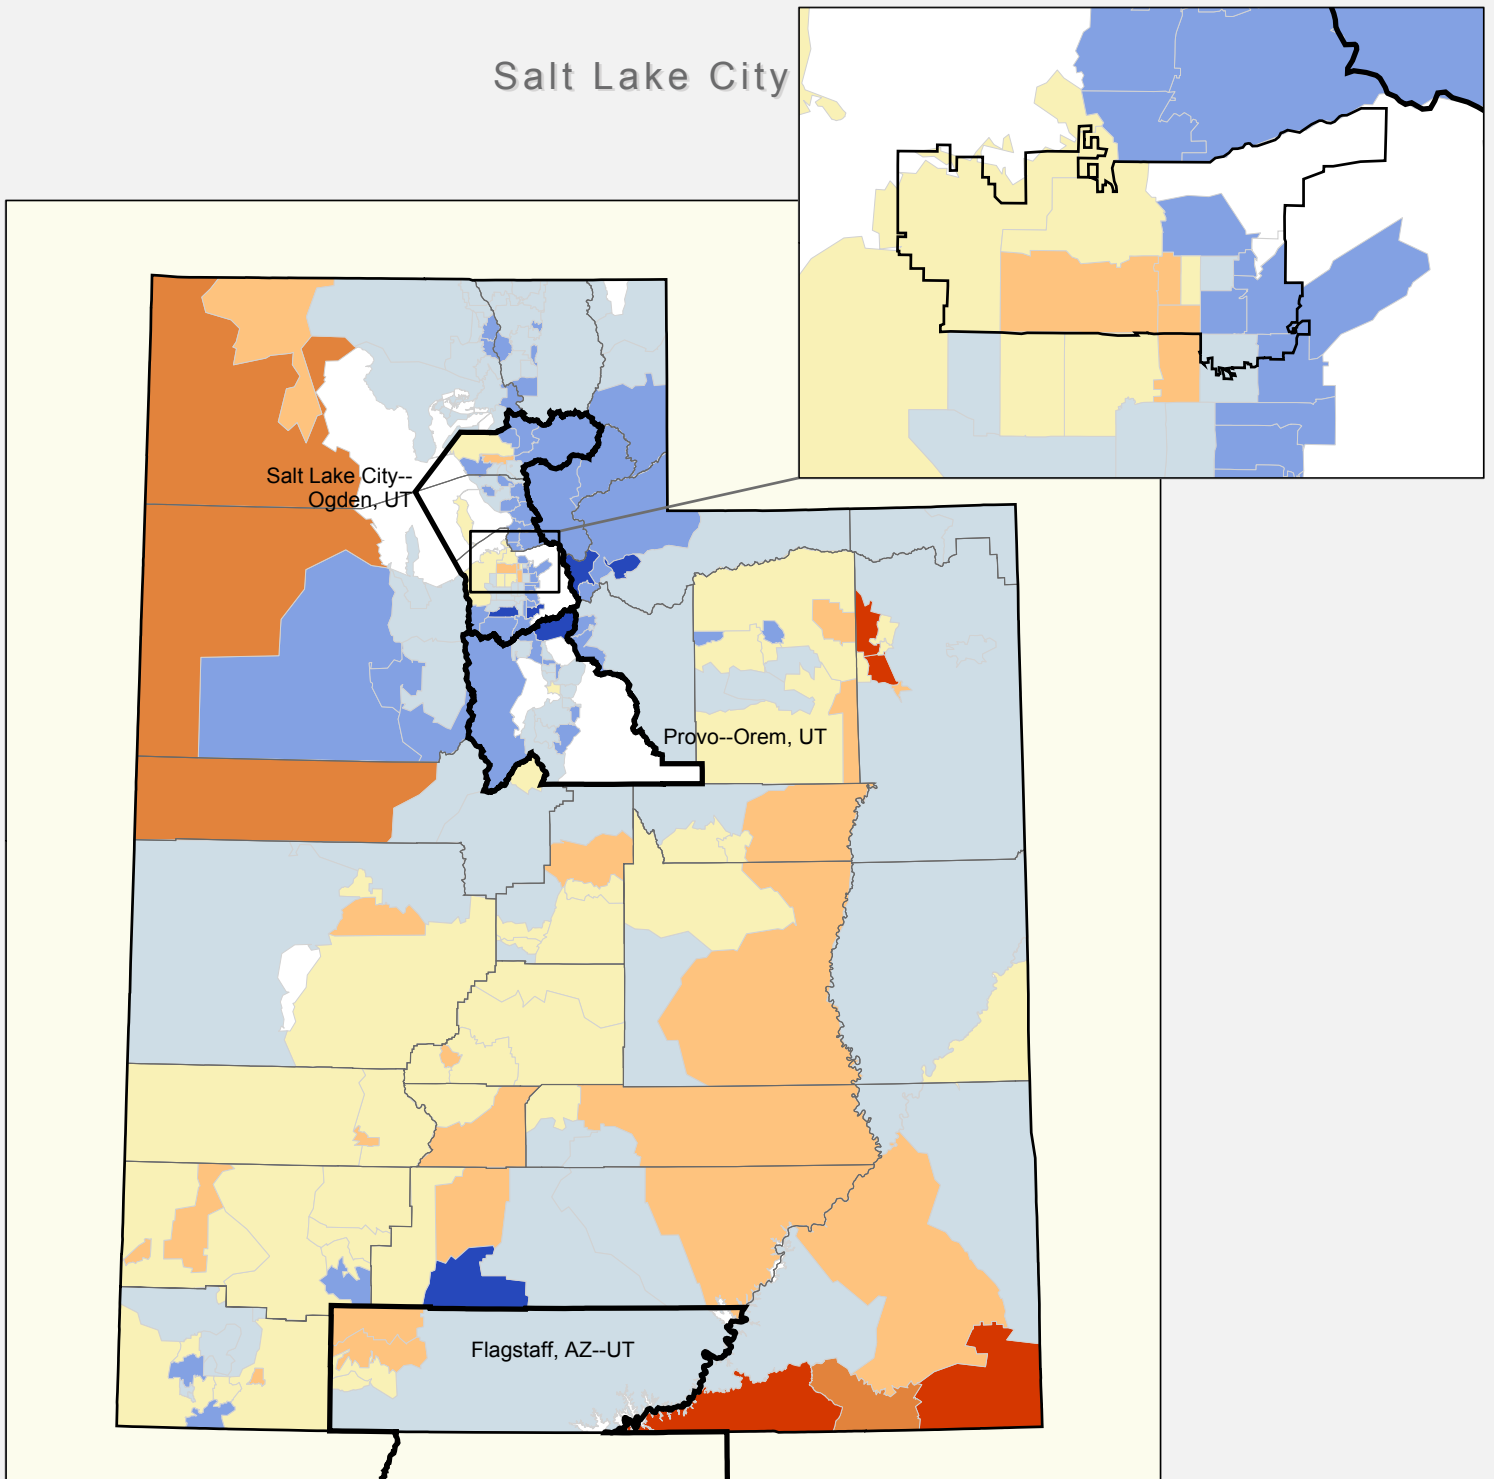 Salt Lake City
Salt Lake City--
Ogden, UT
Provo--Orem, UT
Flagstaff, AZ--UT